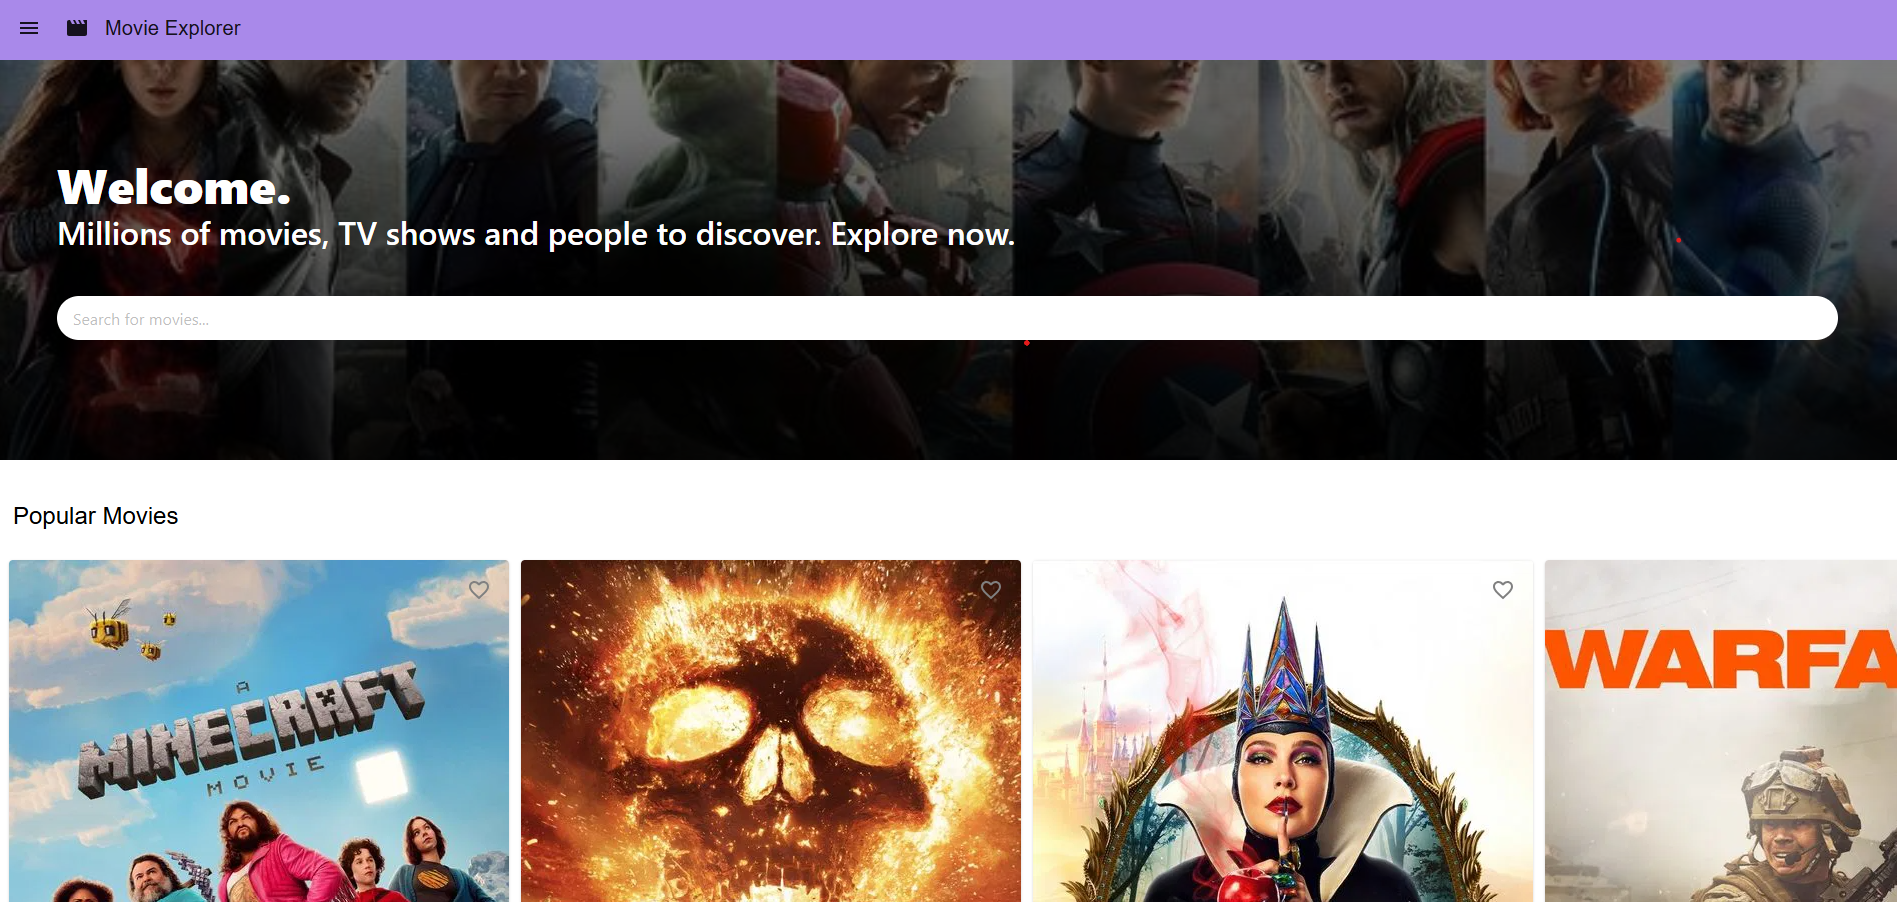 Movie Explorer
Welcome.
Millions of movies, TV shows and people to discover. Explore now.
Search for movies...
Popular Movies
A
MINECRAFT
MOVIE